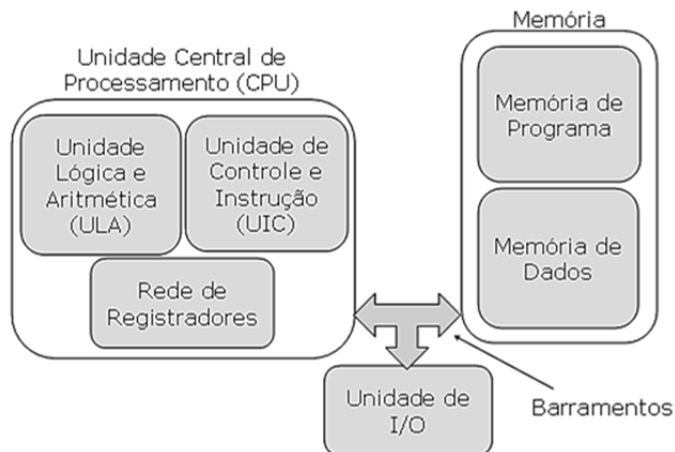 Unidade Central de
Processamento (CPU)
Unidade
Lógica e
Aritmética
(ULA)
Unidade de
Controle e
Instrução
(UIC)
Rede de
Registradores
Memória
Memória de
Programa
Memória de
Dados
Unidade de
I/O
Barramentos